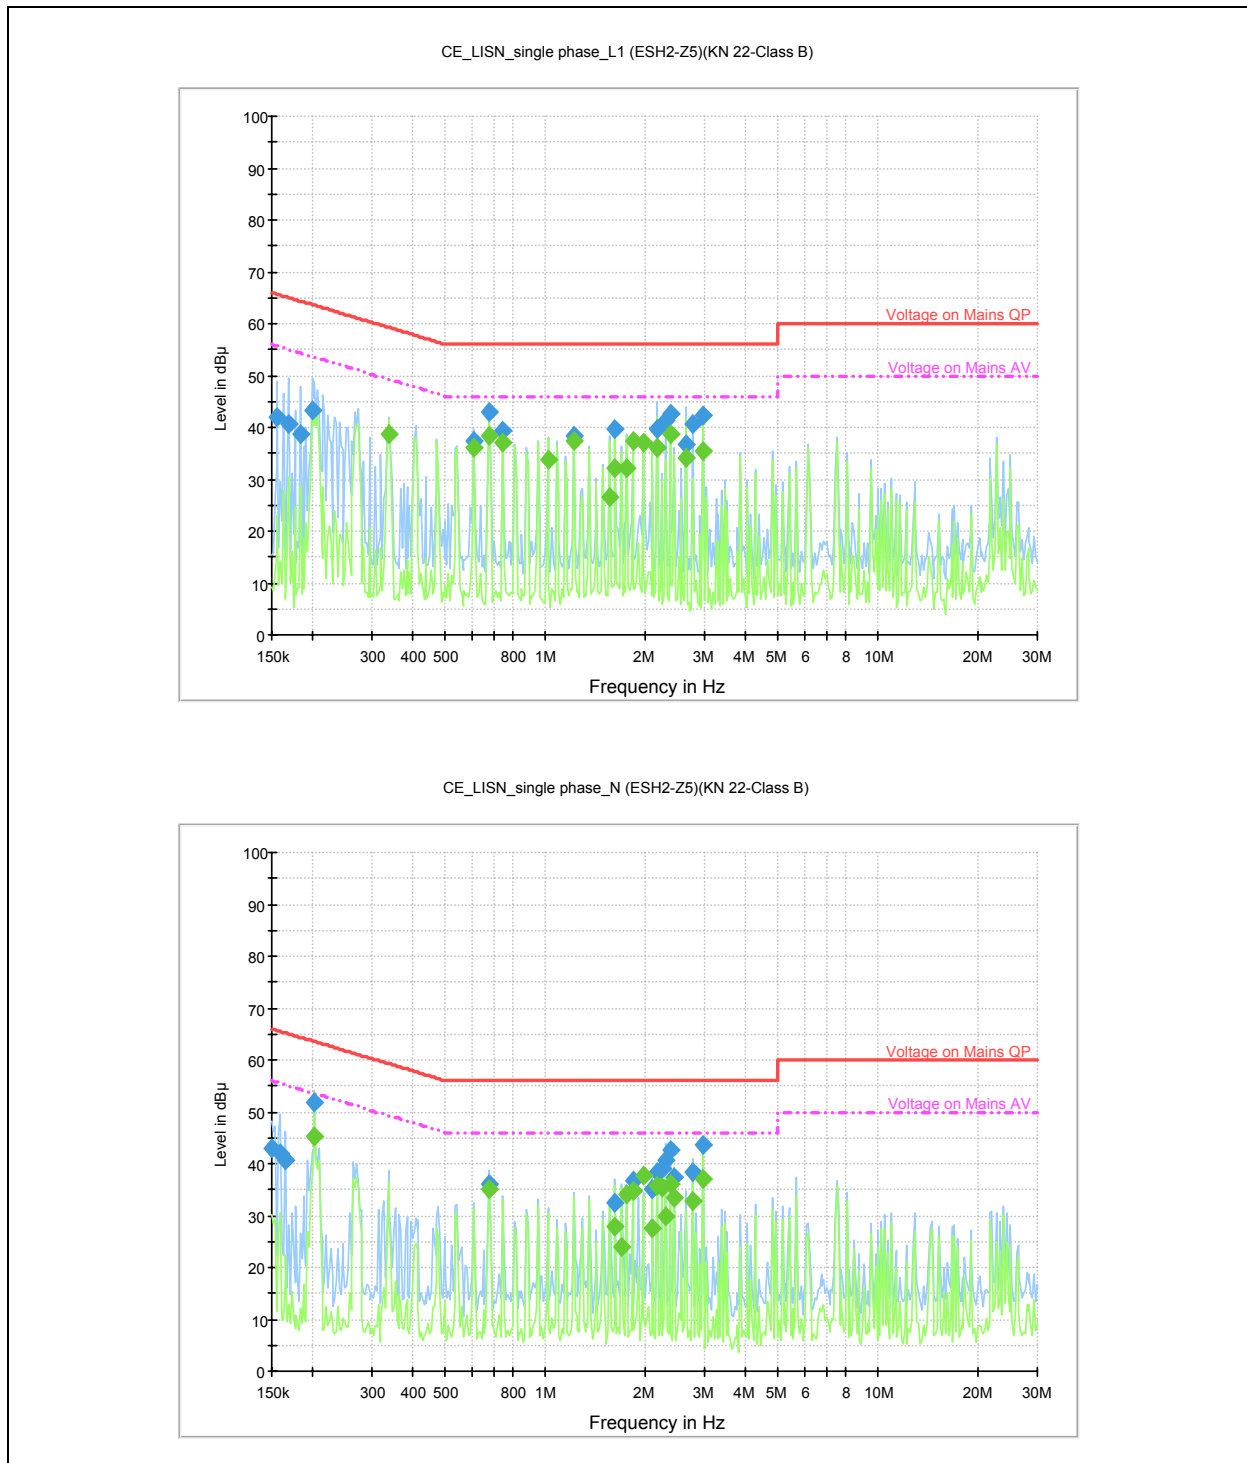 CE_LISN_single phase_L1 (ESH2-Z5)(KN 22-Class B)
100
90
80
70
60
50
40
30
20
10
0
Level in dBµ
Voltage on Mains QP
Voltage on Mains AV
150k 300 400 500 800 1M 2M 3M 4M 5M 6 8 10M 20M 30M
Frequency in Hz
CE_LISN_single phase_N (ESH2-Z5)(KN 22-Class B)
100
90
80
70
60
50
40
30
20
10
0
Level in dBµ
Voltage on Mains QP
Voltage on Mains AV
150k 300 400 500 800 1M 2M 3M 4M 5M 6 8 10M 20M 30M
Frequency in Hz